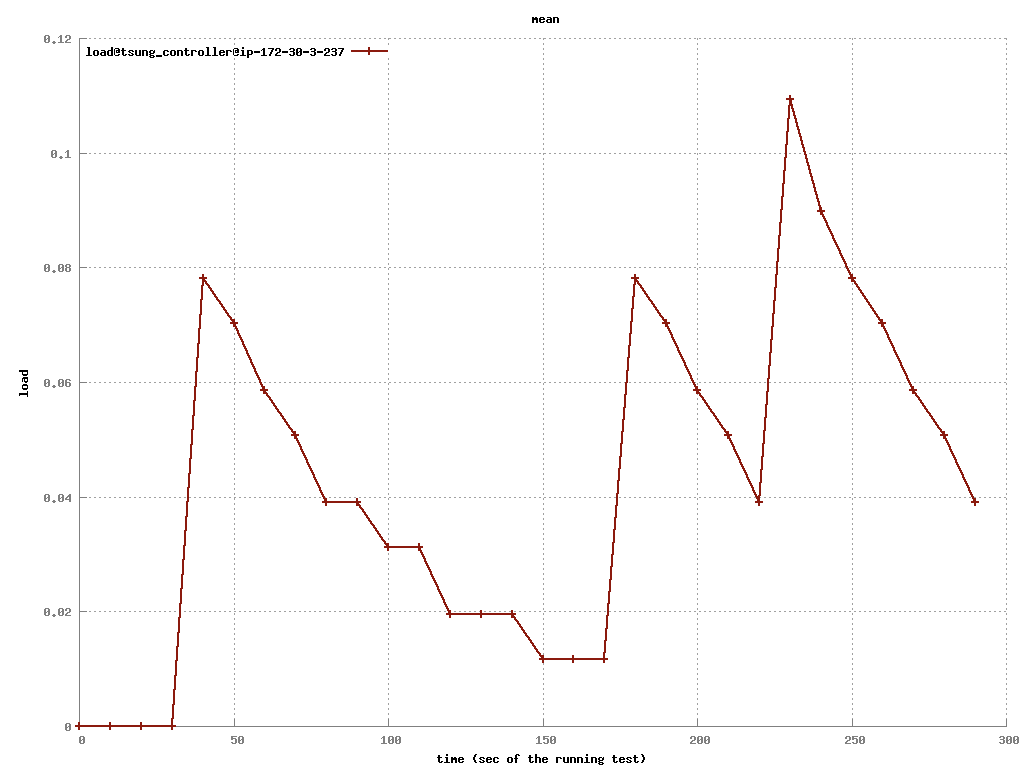 mean
load@tsung_controller@ip-172-30-3-237
0.12
0.1
0.08
0.06
0.04
0.02
0
load
0 50 100 150 200 250 300
time (sec of the running test)